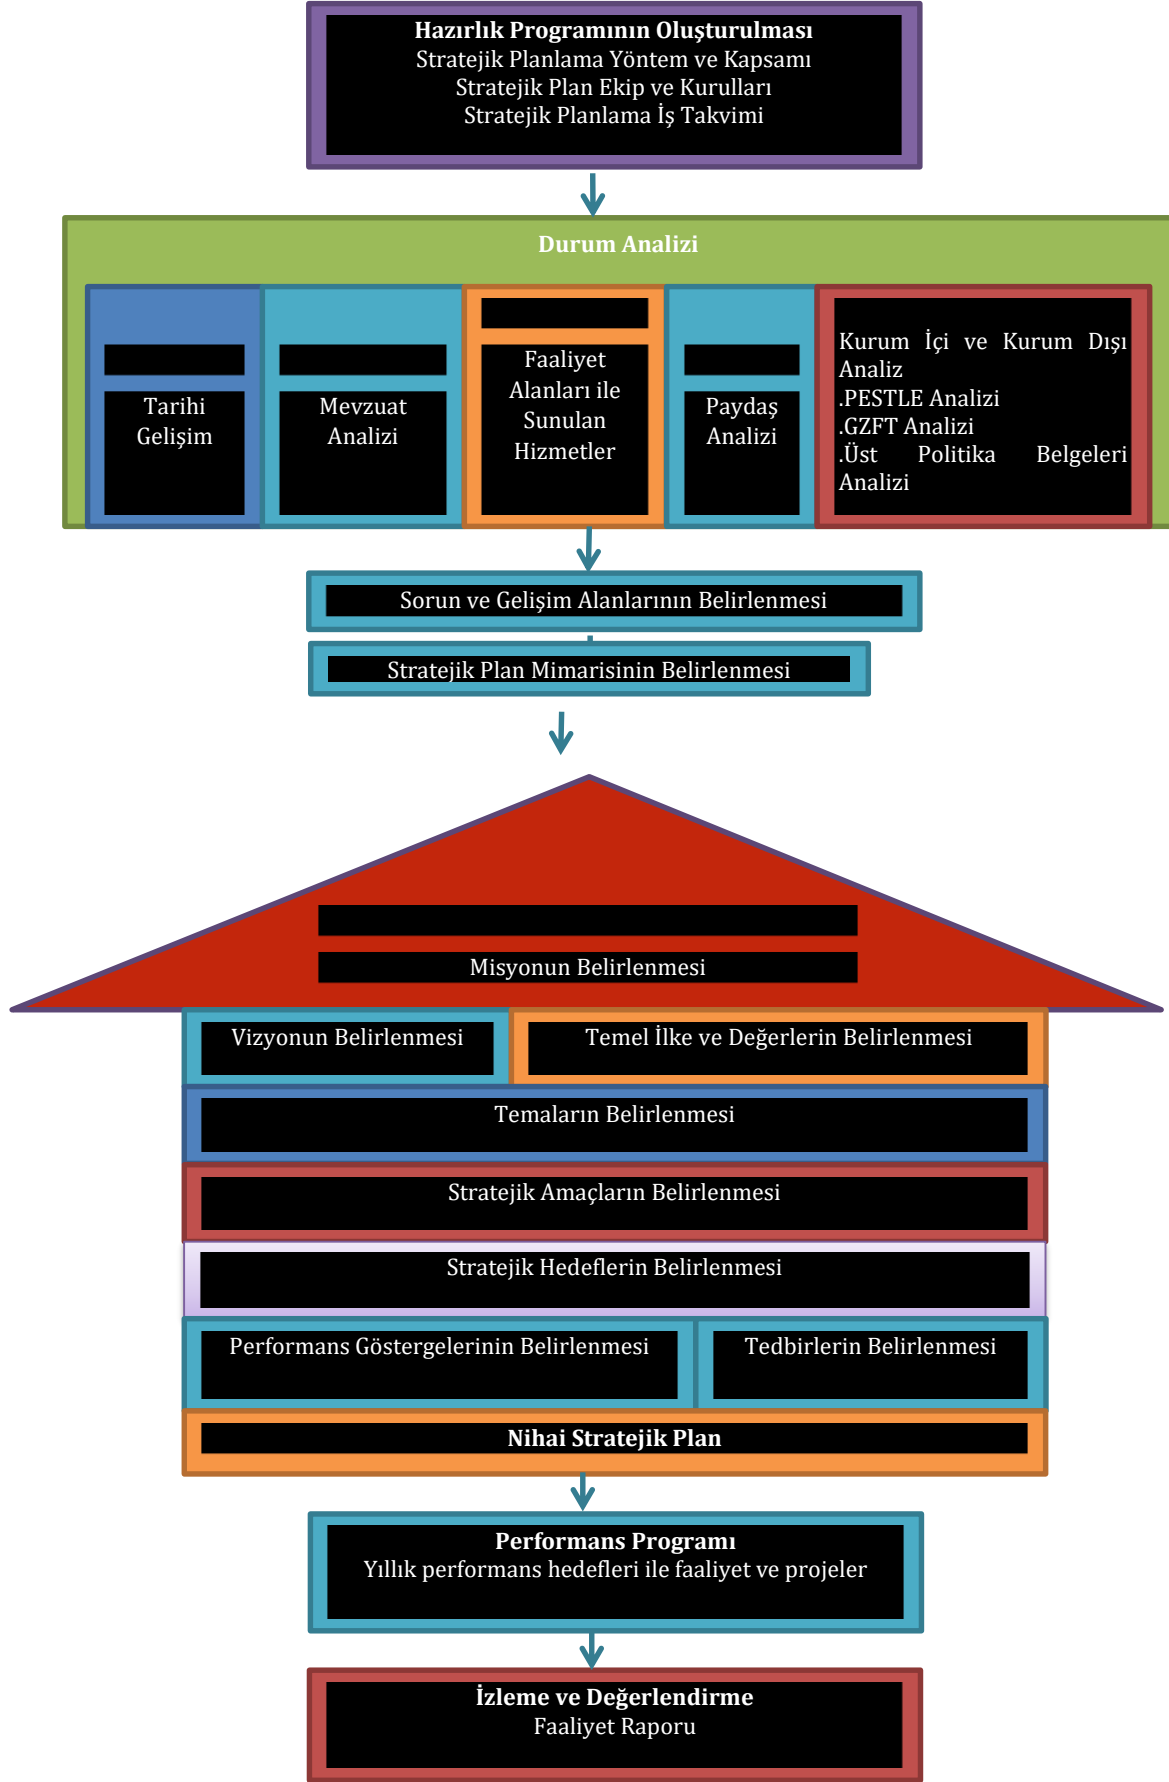 Hazırlık Programının Oluşturulması
Stratejik Planlama Yöntem ve Kapsamı
Stratejik Plan Ekip ve Kurulları
Stratejik Planlama İş Takvimi
Durum Analizi
Tarihi
Gelişim
Mevzuat
Analizi
Faaliyet
Alanları ile
Sunulan
Hizmetler
Paydaş
Analizi
Kurum İçi ve Kurum Dışı
Analiz
.PESTLE Analizi
.GZFT Analizi
.Üst Politika Belgeleri
Analizi
Sorun ve Gelişim Alanlarının Belirlenmesi
Stratejik Plan Mimarisinin Belirlenmesi
Misyonun Belirlenmesi
Vizyonun Belirlenmesi
Temel İlke ve Değerlerin Belirlenmesi
Temaların Belirlenmesi
Stratejik Amaçların Belirlenmesi
Stratejik Hedeflerin Belirlenmesi
Performans Göstergelerinin Belirlenmesi
Tedbirlerin Belirlenmesi
Nihai Stratejik Plan
Performans Programı
Yıllık performans hedefleri ile faaliyet ve projeler
İzleme ve Değerlendirme
Faaliyet Raporu